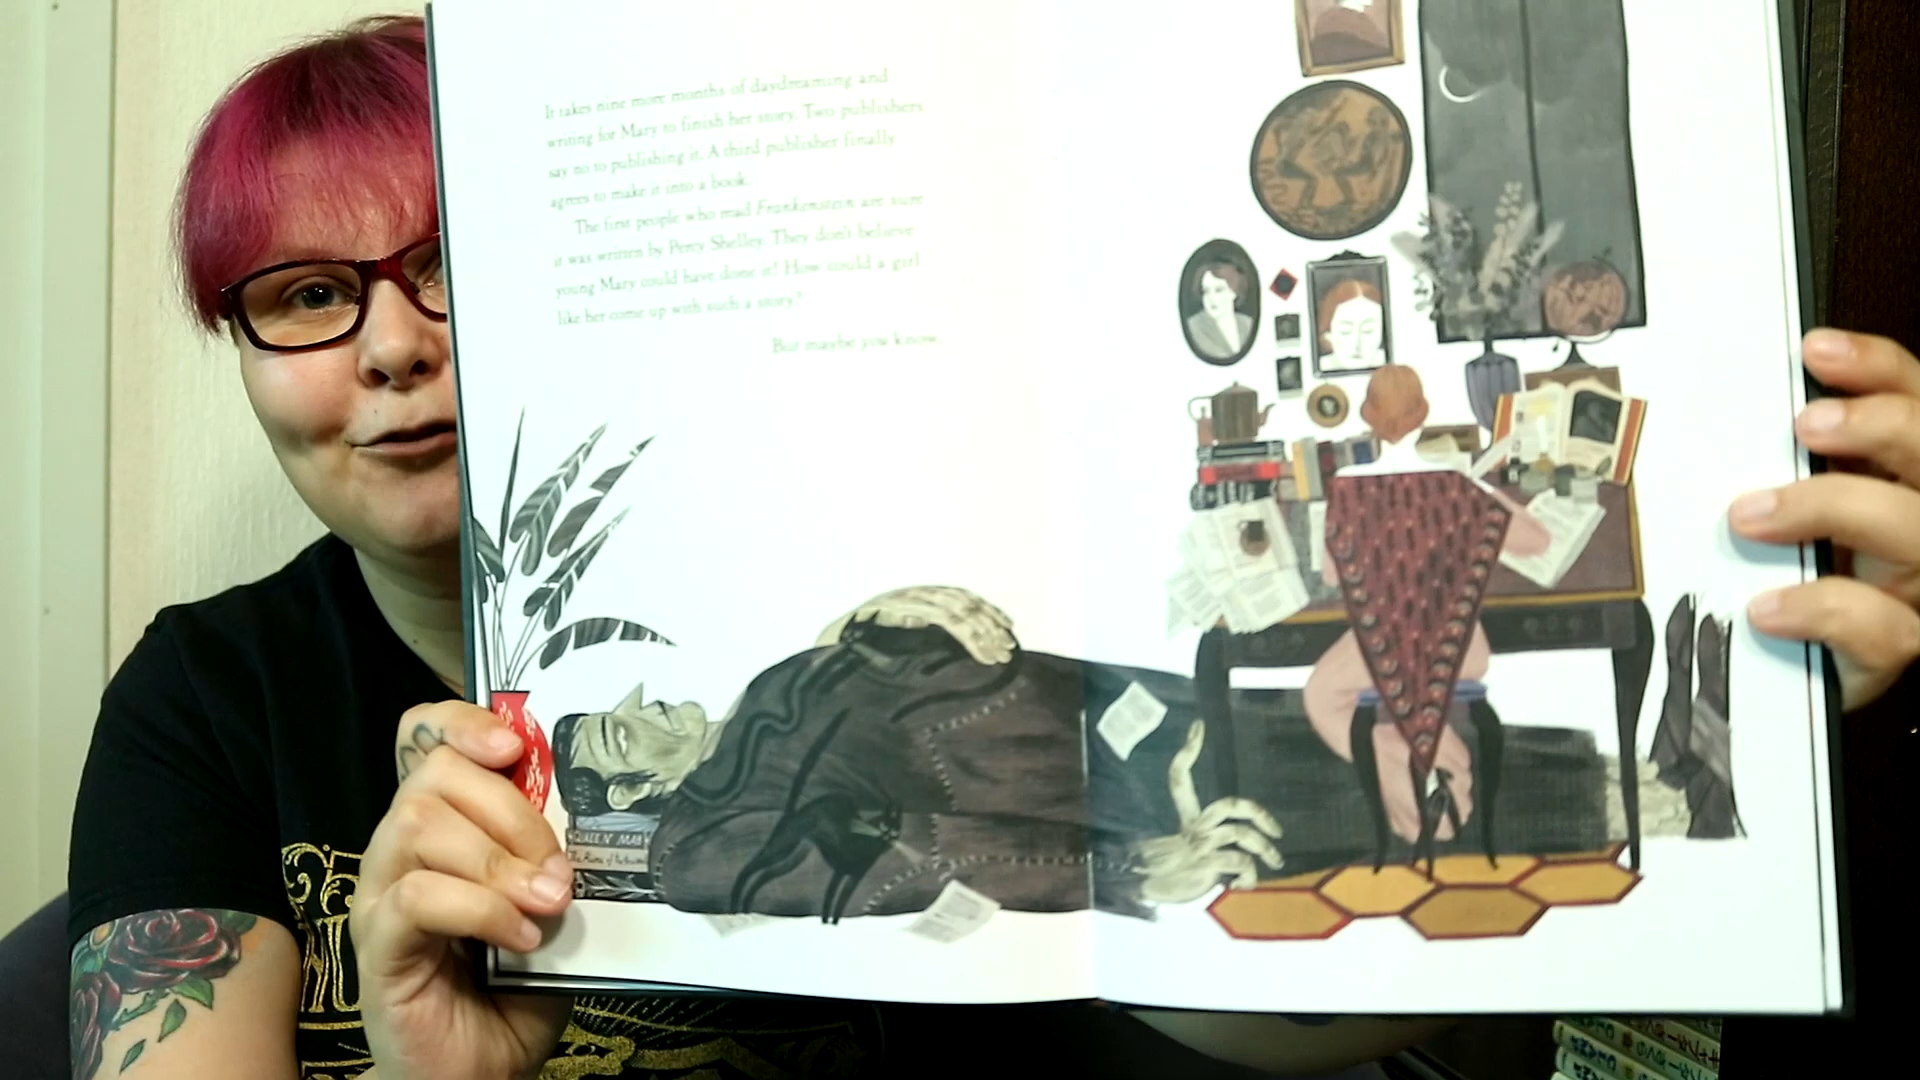 It takes nine more months of daydreaming and
writing for Mary to finish her story. Two publishers
say no to publishing it. A third publisher finally
agrees to make it into a book.
The first people who read Frankenstein are sure
it was written by Percy Shelley. They don't believe
young Mary could have done it! How could a girl
like her come up with such a story?
But maybe you know.
QUEEN MAB